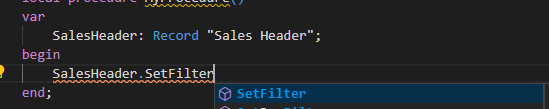 local procedure MyProcedure()
var
SalesHeader: Record "Sales Header";
begin
SalesHeader.SetFilter
SetFilter
end;